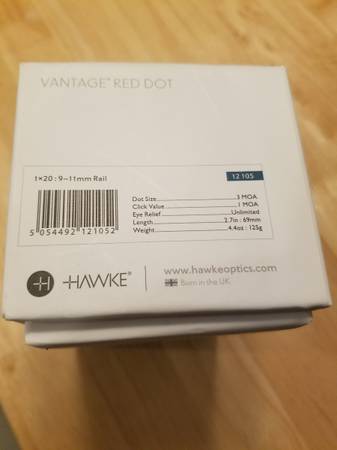 VANTAGE® RED DOT
1×20 : 9–11mm Rail
12 105
5 054492 121052
Dot Size 3 MOA
Click Value 1 MOA
Eye Relief Unlimited
Length 2.7in : 69mm
Weight 4.4oz : 125g
HAWKE®
www.hawkeoptics.com
Born in the UK